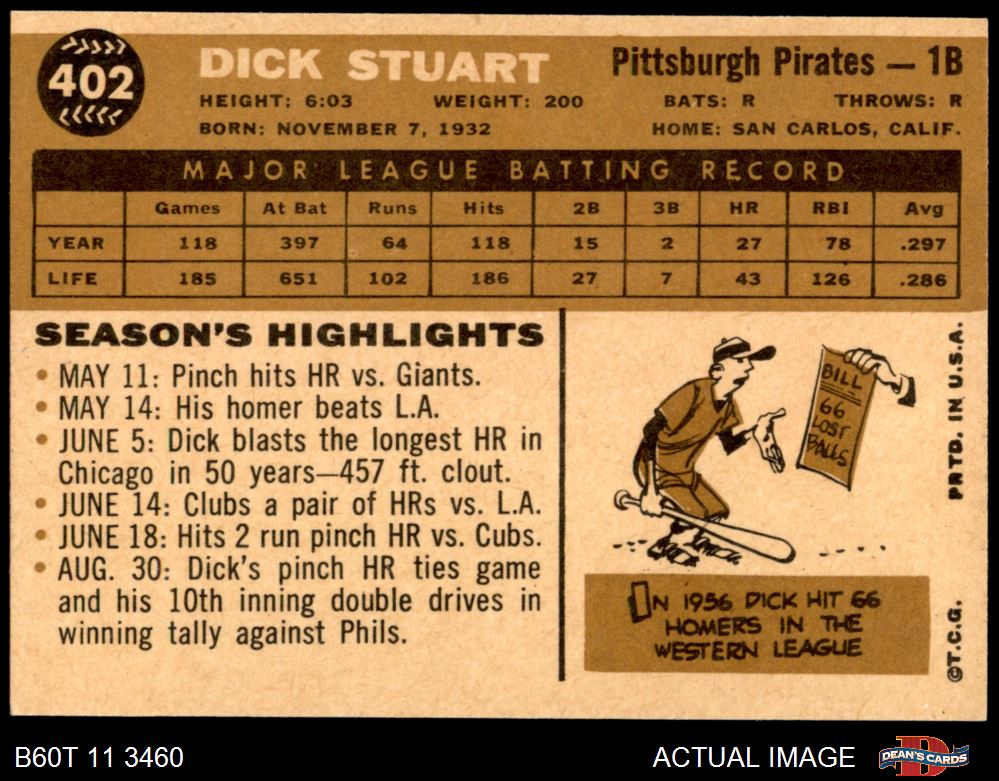 402
DICK STUART
Pittsburgh Pirates — 1B
HEIGHT: 6:03 WEIGHT: 200 BATS: R THROWS: R
BORN: NOVEMBER 7, 1932 HOME: SAN CARLOS, CALIF.
MAJOR LEAGUE BATTING RECORD
Games At Bat Runs Hits 2B 3B HR RBI Avg
YEAR 118 397 64 118 15 2 27 78 .297
LIFE 185 651 102 186 27 7 43 126 .286
SEASON'S HIGHLIGHTS
• MAY 11: Pinch hits HR vs. Giants.
• MAY 14: His homer beats L.A.
• JUNE 5: Dick blasts the longest HR in
Chicago in 50 years—457 ft. clout.
• JUNE 14: Clubs a pair of HRs vs. L.A.
• JUNE 18: Hits 2 run pinch HR vs. Cubs.
• AUG. 30: Dick's pinch HR ties game
and his 10th inning double drives in
winning tally against Phils.
BILL
66
LOST
BALLS
IN 1956 DICK HIT 66
HOMERS IN THE
WESTERN LEAGUE
©T.C.G. PRTD. IN U.S.A.
B60T 11 3460
ACTUAL IMAGE
D
DEAN'S CARDS